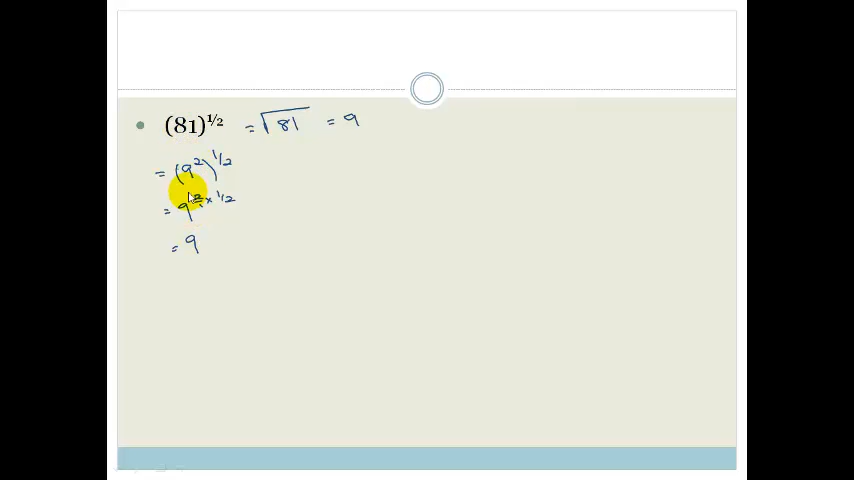 (81)^½ = √81 = 9
= (9²)^1/2
= 9^2 × 1/2
= 9